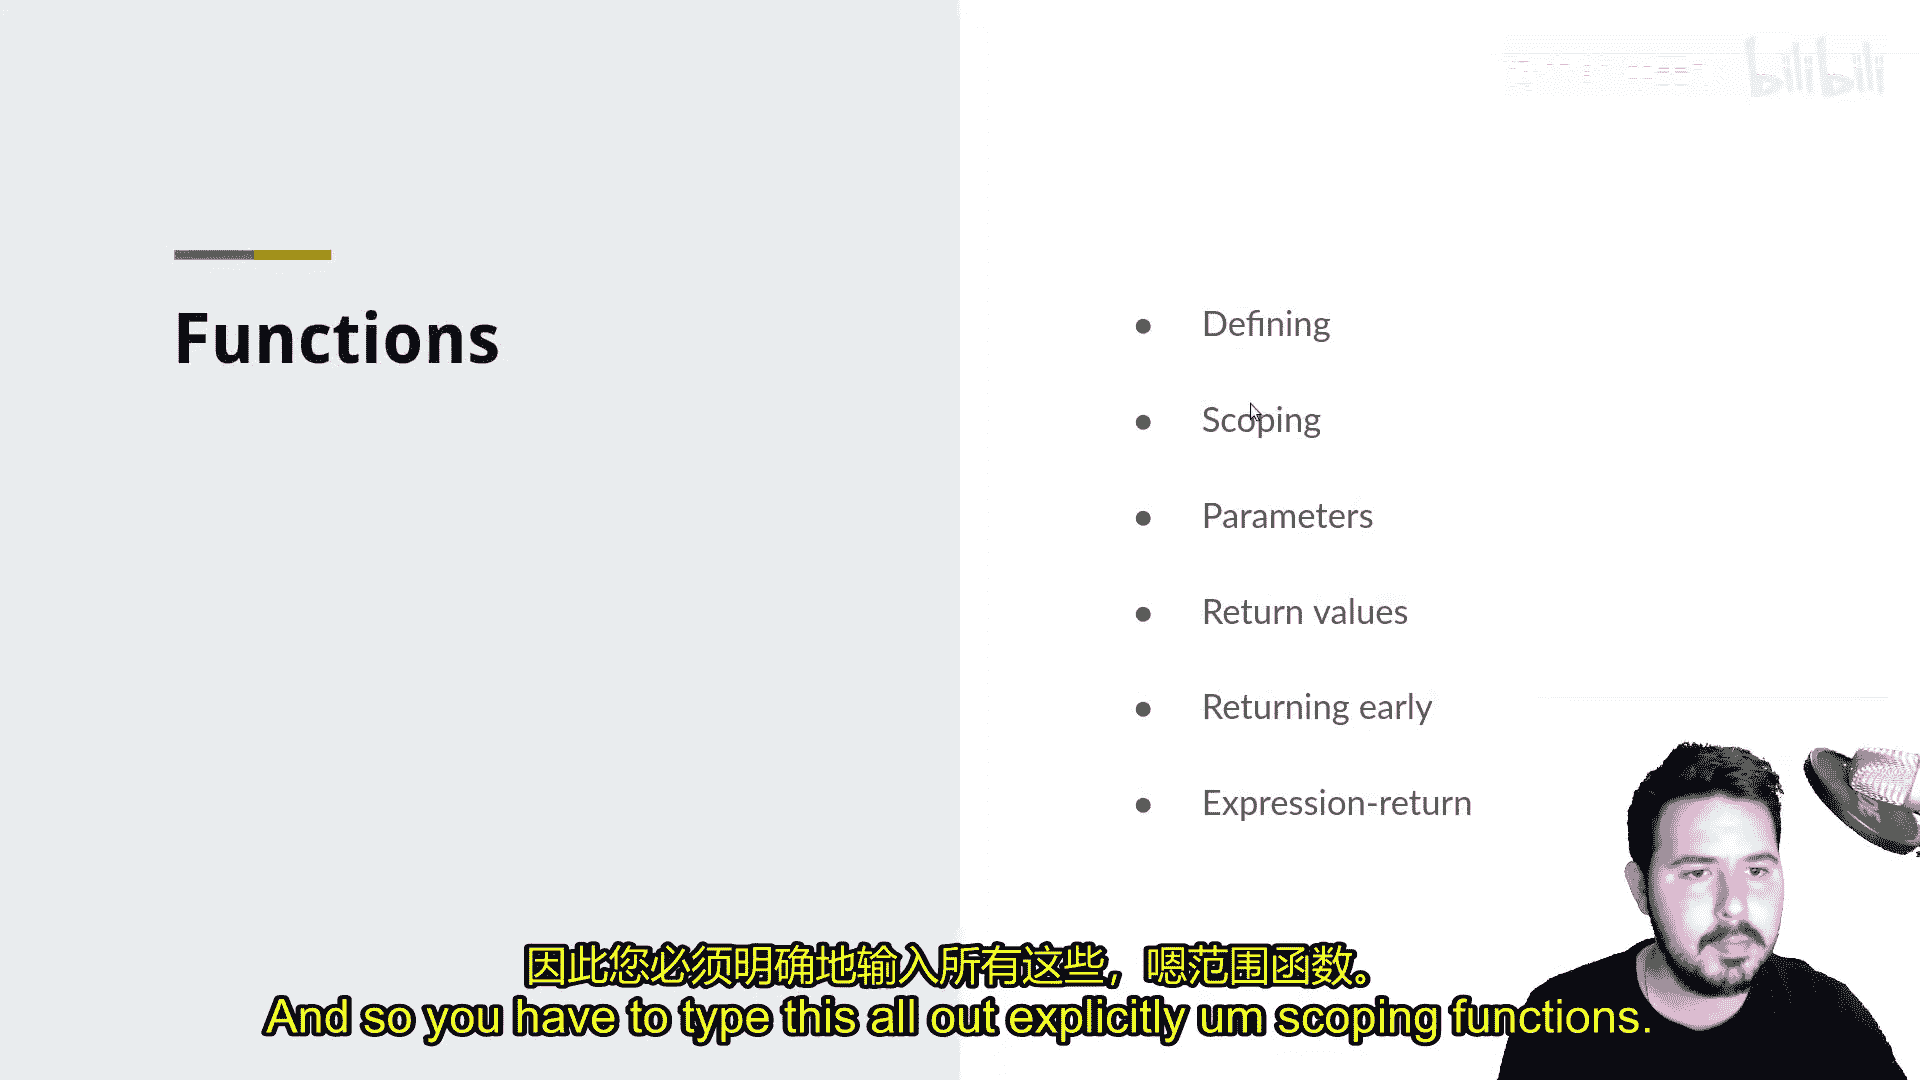 bilibili
Functions
● Defining
● Scoping
● Parameters
● Return values
● Returning early
● Expression-return
因此您必须明确地输入所有这些，嗯范围函数。
And so you have to type this all out explicitly um scoping functions.